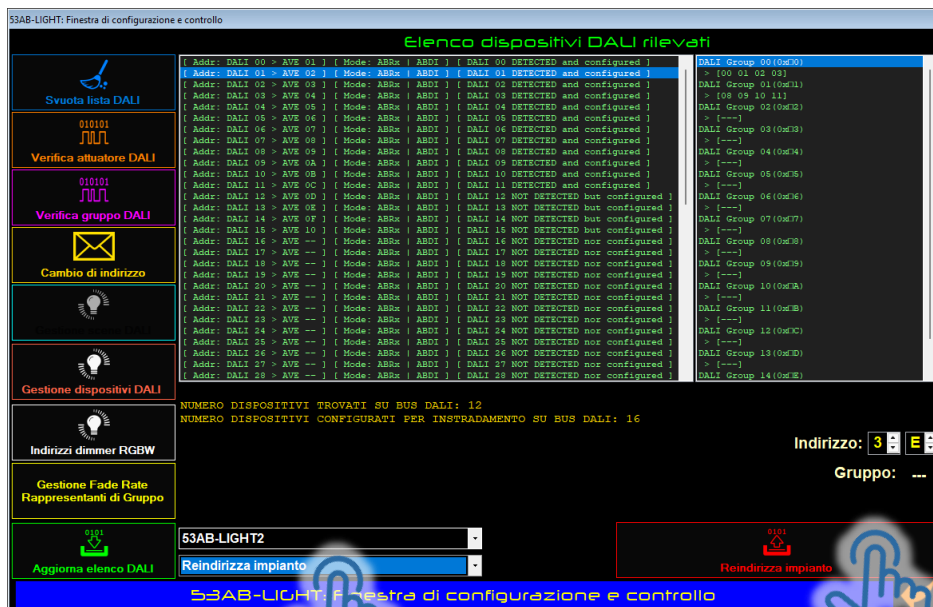 53AB-LIGHT: Finestra di configurazione e controllo
Elenco dispositivi DALI rilevati
Svuota lista DALI
010101
Verifica attuatore DALI
010101
Verifica gruppo DALI
Cambio di indirizzo
Gestione dispositivi DALI
Indirizzi dimmer RGBW
Gestione Fade Rate
Rappresentanti di Gruppo
0101
Aggiorna elenco DALI
[ Addr: DALI 00 > AVE 01 ] [ Mode: ABRx | ABDI ] [ DALI 00 DETECTED and configured ]
[ Addr: DALI 01 > AVE 02 ] [ Mode: ABRx | ABDI ] [ DALI 01 DETECTED and configured ]
[ Addr: DALI 02 > AVE 03 ] [ Mode: ABRx | ABDI ] [ DALI 02 DETECTED and configured ]
[ Addr: DALI 03 > AVE 04 ] [ Mode: ABRx | ABDI ] [ DALI 03 DETECTED and configured ]
[ Addr: DALI 04 > AVE 05 ] [ Mode: ABRx | ABDI ] [ DALI 04 DETECTED and configured ]
[ Addr: DALI 05 > AVE 06 ] [ Mode: ABRx | ABDI ] [ DALI 05 DETECTED and configured ]
[ Addr: DALI 06 > AVE 07 ] [ Mode: ABRx | ABDI ] [ DALI 06 DETECTED and configured ]
[ Addr: DALI 07 > AVE 08 ] [ Mode: ABRx | ABDI ] [ DALI 07 DETECTED and configured ]
[ Addr: DALI 08 > AVE 09 ] [ Mode: ABRx | ABDI ] [ DALI 08 DETECTED and configured ]
[ Addr: DALI 09 > AVE 0A ] [ Mode: ABRx | ABDI ] [ DALI 09 DETECTED and configured ]
[ Addr: DALI 10 > AVE 0B ] [ Mode: ABRx | ABDI ] [ DALI 10 DETECTED and configured ]
[ Addr: DALI 11 > AVE 0C ] [ Mode: ABRx | ABDI ] [ DALI 11 DETECTED and configured ]
[ Addr: DALI 12 > AVE 0D ] [ Mode: ABRx | ABDI ] [ DALI 12 NOT DETECTED but configured ]
[ Addr: DALI 13 > AVE 0E ] [ Mode: ABRx | ABDI ] [ DALI 13 NOT DETECTED but configured ]
[ Addr: DALI 14 > AVE 0F ] [ Mode: ABRx | ABDI ] [ DALI 14 NOT DETECTED but configured ]
[ Addr: DALI 15 > AVE 10 ] [ Mode: ABRx | ABDI ] [ DALI 15 NOT DETECTED but configured ]
[ Addr: DALI 16 > AVE -- ] [ Mode: ABRx | ABDI ] [ DALI 16 NOT DETECTED nor configured ]
[ Addr: DALI 17 > AVE -- ] [ Mode: ABRx | ABDI ] [ DALI 17 NOT DETECTED nor configured ]
[ Addr: DALI 18 > AVE -- ] [ Mode: ABRx | ABDI ] [ DALI 18 NOT DETECTED nor configured ]
[ Addr: DALI 19 > AVE -- ] [ Mode: ABRx | ABDI ] [ DALI 19 NOT DETECTED nor configured ]
[ Addr: DALI 20 > AVE -- ] [ Mode: ABRx | ABDI ] [ DALI 20 NOT DETECTED nor configured ]
[ Addr: DALI 21 > AVE -- ] [ Mode: ABRx | ABDI ] [ DALI 21 NOT DETECTED nor configured ]
[ Addr: DALI 22 > AVE -- ] [ Mode: ABRx | ABDI ] [ DALI 22 NOT DETECTED nor configured ]
[ Addr: DALI 23 > AVE -- ] [ Mode: ABRx | ABDI ] [ DALI 23 NOT DETECTED nor configured ]
[ Addr: DALI 24 > AVE -- ] [ Mode: ABRx | ABDI ] [ DALI 24 NOT DETECTED nor configured ]
[ Addr: DALI 25 > AVE -- ] [ Mode: ABRx | ABDI ] [ DALI 25 NOT DETECTED nor configured ]
[ Addr: DALI 26 > AVE -- ] [ Mode: ABRx | ABDI ] [ DALI 26 NOT DETECTED nor configured ]
[ Addr: DALI 27 > AVE -- ] [ Mode: ABRx | ABDI ] [ DALI 27 NOT DETECTED nor configured ]
[ Addr: DALI 28 > AVE -- ] [ Mode: ABRx | ABDI ] [ DALI 28 NOT DETECTED nor configured ]
DALI Group 00(0xD0)
> [00 01 02 03]
DALI Group 01(0xD1)
> [08 09 10 11]
DALI Group 02(0xD2)
> [---]
DALI Group 03(0xD3)
> [---]
DALI Group 04(0xD4)
> [---]
DALI Group 05(0xD5)
> [---]
DALI Group 06(0xD6)
> [---]
DALI Group 07(0xD7)
> [---]
DALI Group 08(0xD8)
> [---]
DALI Group 09(0xD9)
> [---]
DALI Group 10(0xDA)
> [---]
DALI Group 11(0xDB)
> [---]
DALI Group 12(0xDC)
> [---]
DALI Group 13(0xDD)
> [---]
DALI Group 14(0xDE)
NUMERO DISPOSITIVI TROVATI SU BUS DALI: 12
NUMERO DISPOSITIVI CONFIGURATI PER INSTRADAMENTO SU BUS DALI: 16
Indirizzo: 3 E
Gruppo: ---
53AB-LIGHT2
Reindirizza impianto
0101
Reindirizza impianto
53AB-LIGHT: Finestra di configurazione e controllo